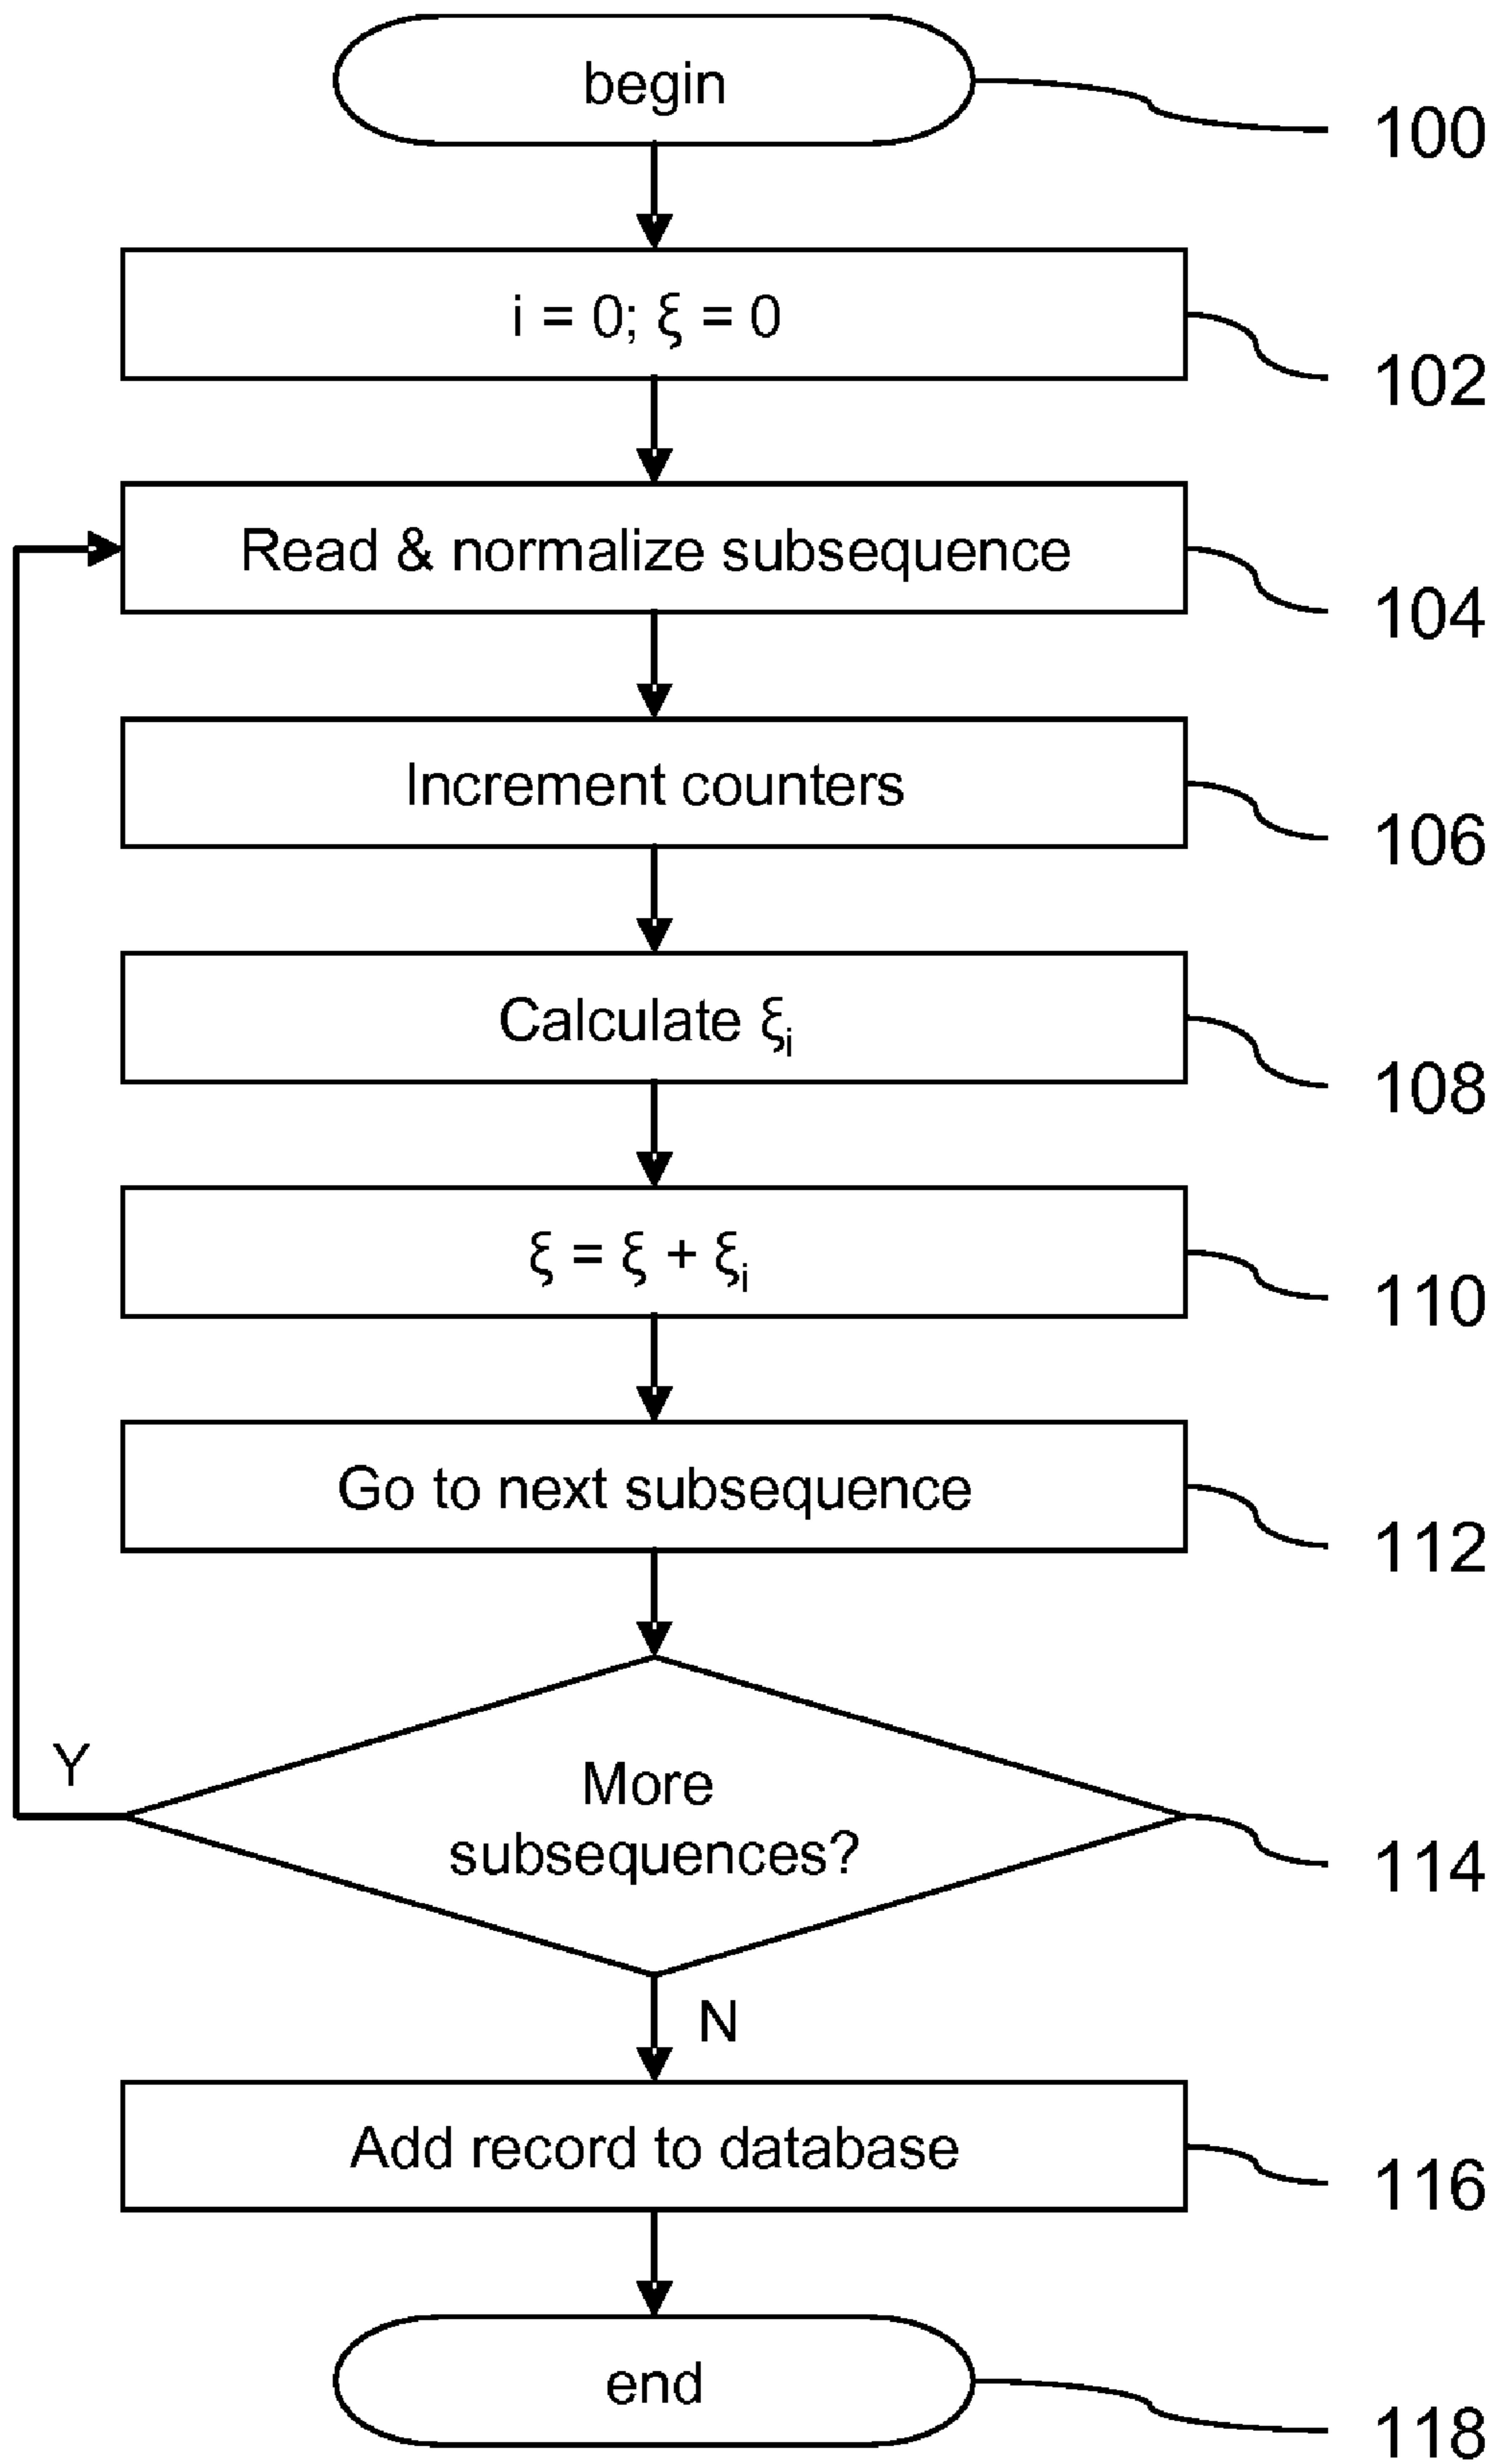 begin
100
i = 0; ξ = 0
102
Read & normalize subsequence
104
Increment counters
106
Calculate ξi
108
ξ = ξ + ξi
110
Go to next subsequence
112
Y
More
subsequences?
114
N
Add record to database
116
end
118